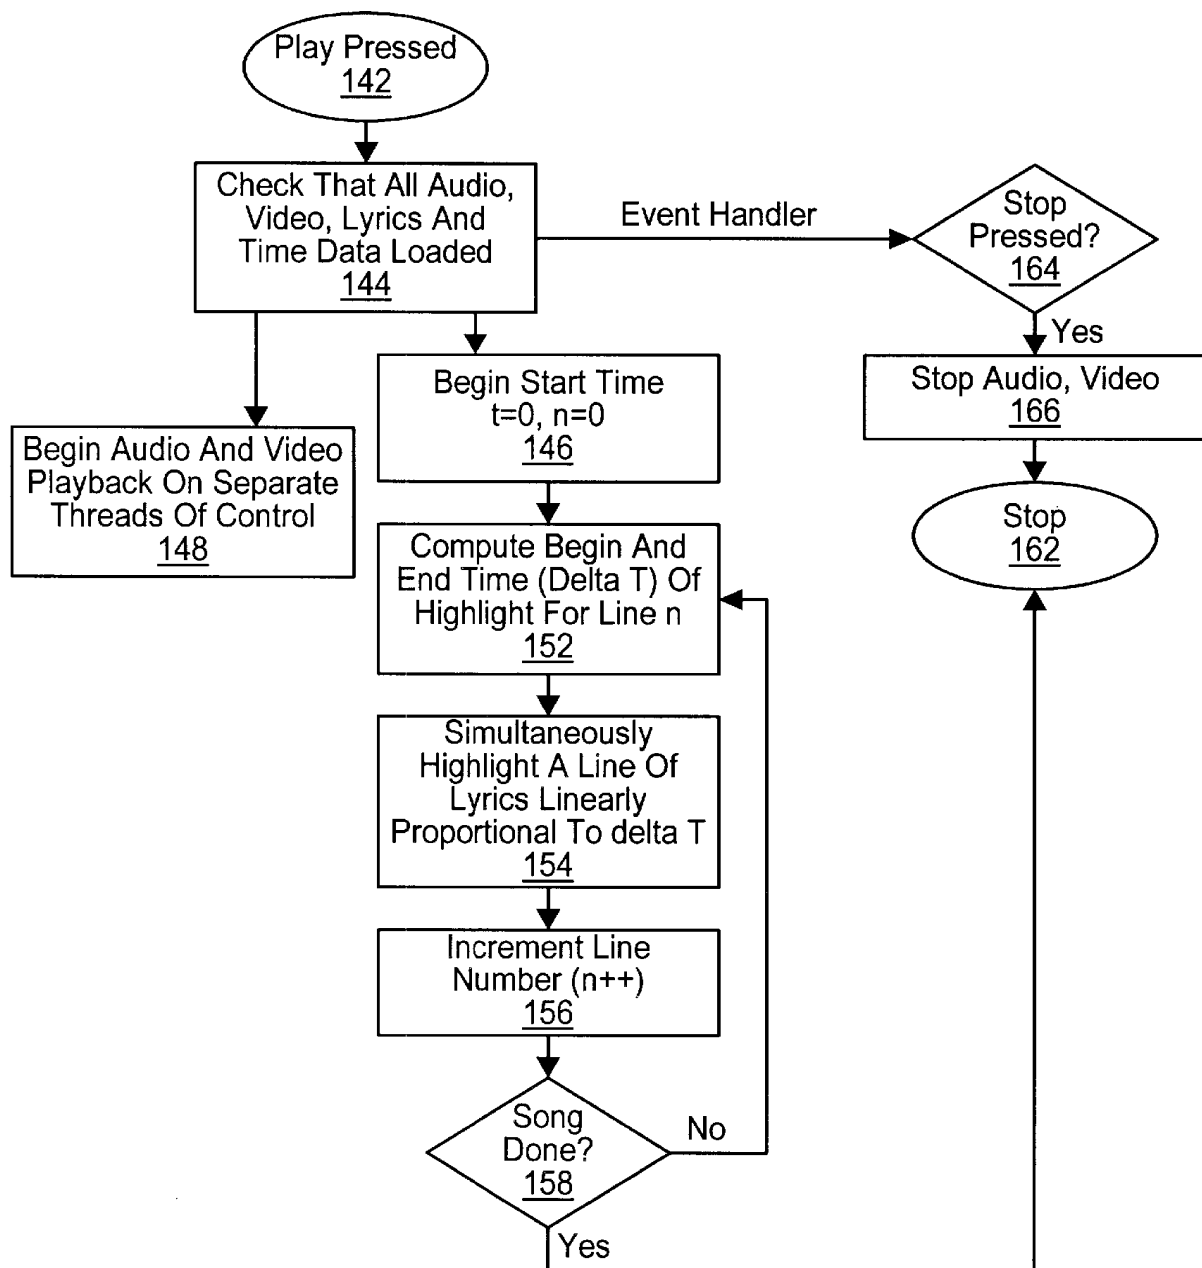 Play Pressed
142
Check That All Audio,
Video, Lyrics And
Time Data Loaded
144
Event Handler
Stop
Pressed?
164
Yes
Stop Audio, Video
166
Stop
162
Begin Start Time
t=0, n=0
146
Begin Audio And Video
Playback On Separate
Threads Of Control
148
Compute Begin And
End Time (Delta T) Of
Highlight For Line n
152
Simultaneously
Highlight A Line Of
Lyrics Linearly
Proportional To delta T
154
Increment Line
Number (n++)
156
Song
Done?
158
No
Yes